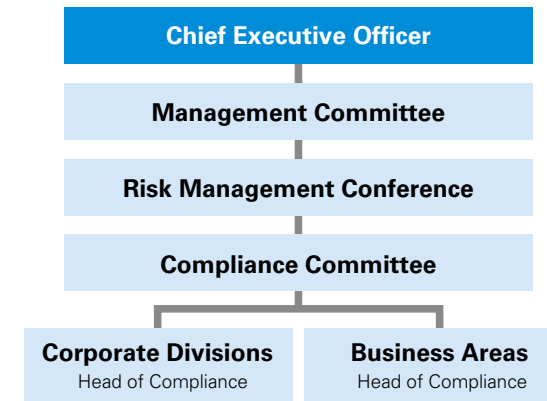 Chief Executive Officer
Management Committee
Risk Management Conference
Compliance Committee
Corporate Divisions
Head of Compliance
Business Areas
Head of Compliance